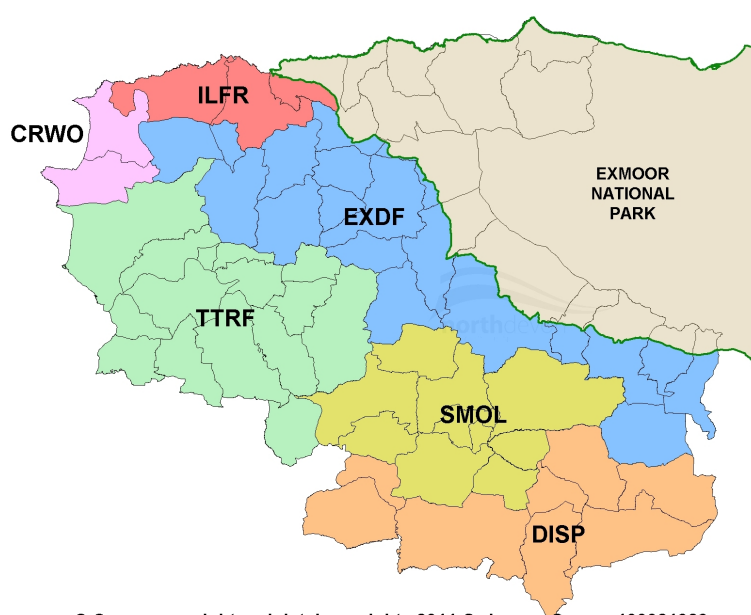 ILFR
CRWO
EXMOOR
NATIONAL
PARK
EXDF
TTRF
SMOL
DISP